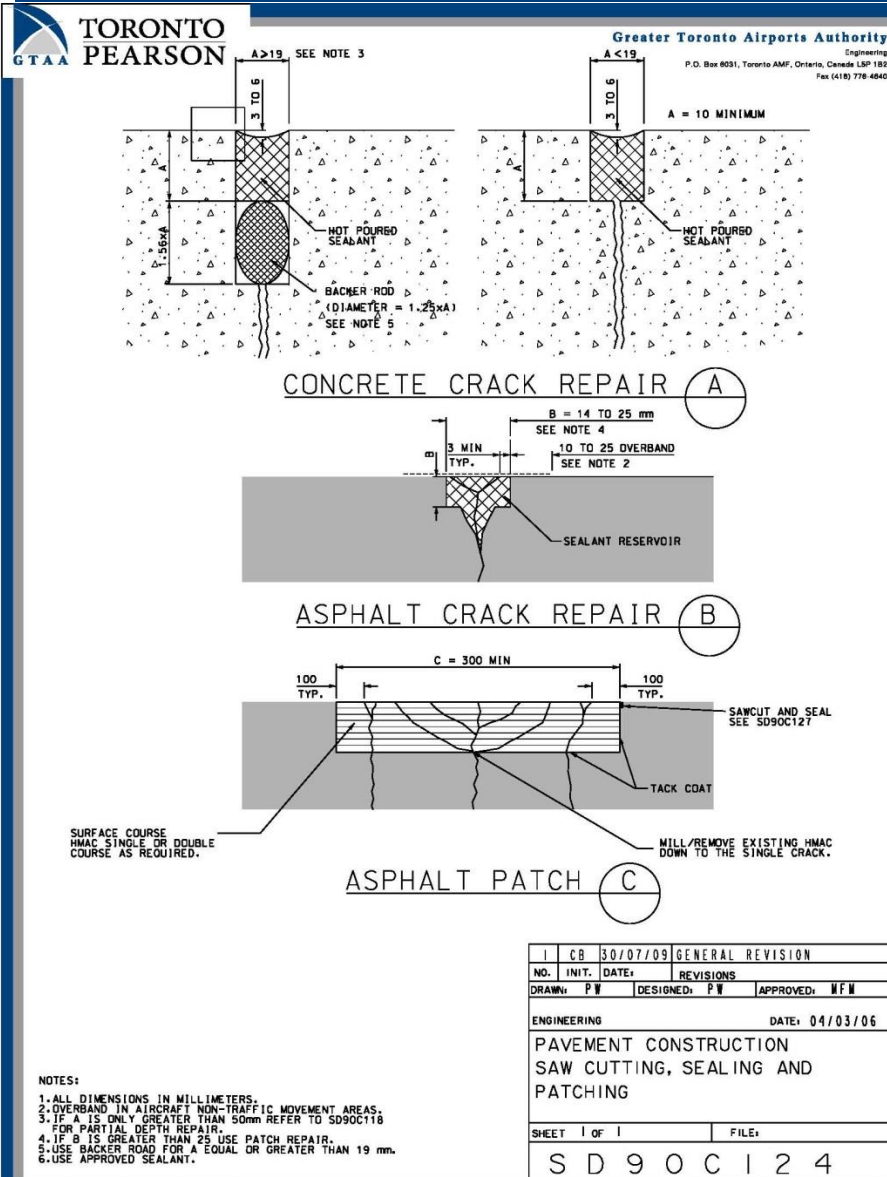 TORONTO
PEARSON
GTAA
Greater Toronto Airports Authority
Engineering
P.O. Box 6031, Toronto AMF, Ontario, Canada L5P 1B2
Fax (416) 776-4840
A>19 SEE NOTE 3
3 TO 6
A
1.56xA
HOT POURED
SEALANT
BACKER ROD
(DIAMETER = 1.25xA)
SEE NOTE 5
A<19
3 TO 6
A = 10 MINIMUM
A
HOT POURED
SEALANT
CONCRETE CRACK REPAIR A
B = 14 TO 25 mm
SEE NOTE 4
B
3 MIN
TYP.
10 TO 25 OVERBAND
SEE NOTE 2
SEALANT RESERVOIR
ASPHALT CRACK REPAIR B
C = 300 MIN
100
TYP.
100
TYP.
SAWCUT AND SEAL
SEE SD90C127
TACK COAT
SURFACE COURSE
HMAC SINGLE OR DOUBLE
COURSE AS REQUIRED.
MILL/REMOVE EXISTING HMAC
DOWN TO THE SINGLE CRACK.
ASPHALT PATCH C
NOTES:
1.ALL DIMENSIONS IN MILLIMETERS.
2.OVERBAND IN AIRCRAFT NON-TRAFFIC MOVEMENT AREAS.
3.IF A IS ONLY GREATER THAN 50mm REFER TO SD90C118
FOR PARTIAL DEPTH REPAIR.
4.IF B IS GREATER THAN 25 USE PATCH REPAIR.
5.USE BACKER ROAD FOR A EQUAL OR GREATER THAN 19 mm.
6.USE APPROVED SEALANT.
1 CB 30/07/09 GENERAL REVISION
NO. INIT. DATE: REVISIONS
DRAWN: PW DESIGNED: PW APPROVED: MFM
ENGINEERING DATE: 04/03/06
PAVEMENT CONSTRUCTION
SAW CUTTING, SEALING AND
PATCHING
SHEET 1 OF 1 FILE:
SD90C124